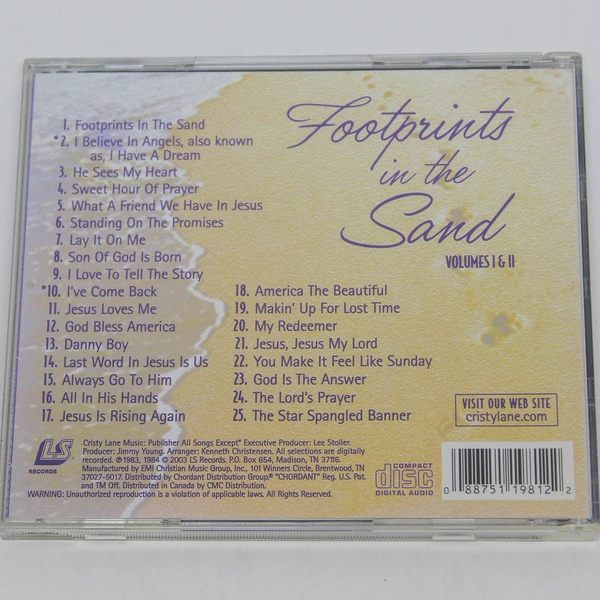 Footprints
in the
Sand
VOLUMES I & II
1. Footprints In The Sand
*2. I Believe In Angels, also known
as, I Have A Dream
3. He Sees My Heart
4. Sweet Hour Of Prayer
5. What A Friend We Have In Jesus
6. Standing On The Promises
7. Lay It On Me
8. Son Of God Is Born
9. I Love To Tell The Story
*10. I've Come Back
11. Jesus Loves Me
12. God Bless America
13. Danny Boy
14. Last Word In Jesus Is Us
15. Always Go To Him
16. All In His Hands
17. Jesus Is Rising Again
18. America The Beautiful
19. Makin' Up For Lost Time
20. My Redeemer
21. Jesus, Jesus My Lord
22. You Make It Feel Like Sunday
23. God Is The Answer
24. The Lord's Prayer
25. The Star Spangled Banner
VISIT OUR WEB SITE
cristylane.com
LS
RECORDS
Cristy Lane Music: Publisher All Songs Except* Executive Producer: Lee Stoller.
Producer: Jimmy Young. Arranger: Kenneth Christensen. All selections are digitally
recorded. ℗ 1983, 1984 © 2003 LS Records. P.O. Box 654, Madison, TN 37116.
Manufactured by EMI Christian Music Group, Inc., 101 Winners Circle, Brentwood, TN
37027-5017. Distributed by Chordant Distribution Group® "CHORDANT" Reg. U.S. Pat.
and TM Off. Distributed in Canada by CMC Distribution.
WARNING: Unauthorized reproduction is a violation of applicable laws. All Rights Reserved.
COMPACT
disc
DIGITAL AUDIO
0 88751 19812 2